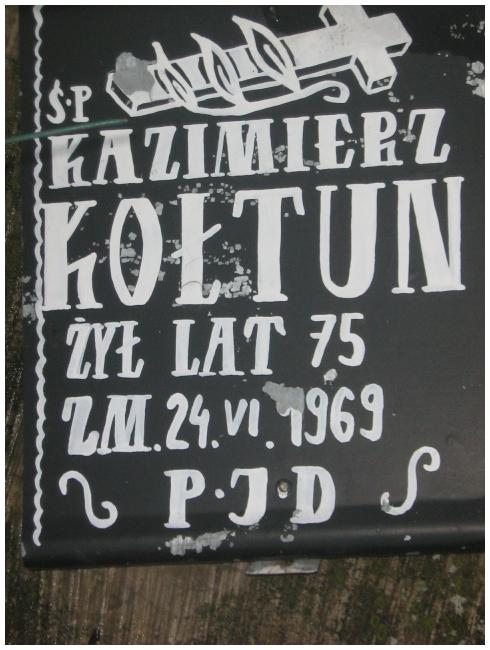 Ś.P
KAZIMIERZ
KOŁTUN
ŻYŁ LAT 75
ZM. 24. VI. 1969
P.J.D